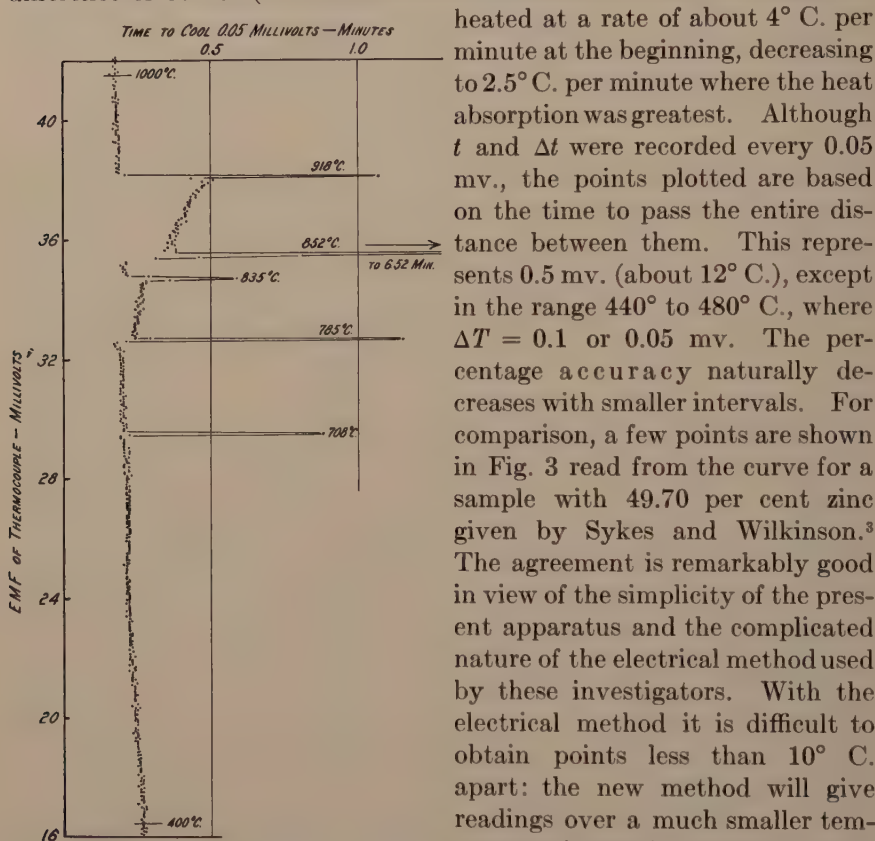 TIME TO COOL 0.05 MILLIVOLTS — MINUTES
0.5 1.0
1000°C.
40
918°C.
36
852°C.
TO 6.52 MIN.
835°C.
785°C.
32
708°C.
28
EMF OF THERMOCOUPLE — MILLIVOLTS
24
20
400°C.
16
heated at a rate of about 4° C. per
minute at the beginning, decreasing
to 2.5° C. per minute where the heat
absorption was greatest. Although
t and Δt were recorded every 0.05
mv., the points plotted are based
on the time to pass the entire dis-
tance between them. This repre-
sents 0.5 mv. (about 12° C.), except
in the range 440° to 480° C., where
ΔT = 0.1 or 0.05 mv. The per-
centage accuracy naturally de-
creases with smaller intervals. For
comparison, a few points are shown
in Fig. 3 read from the curve for a
sample with 49.70 per cent zinc
given by Sykes and Wilkinson.³
The agreement is remarkably good
in view of the simplicity of the pres-
ent apparatus and the complicated
nature of the electrical method used
by these investigators. With the
electrical method it is difficult to
obtain points less than 10° C.
apart: the new method will give
readings over a much smaller tem-